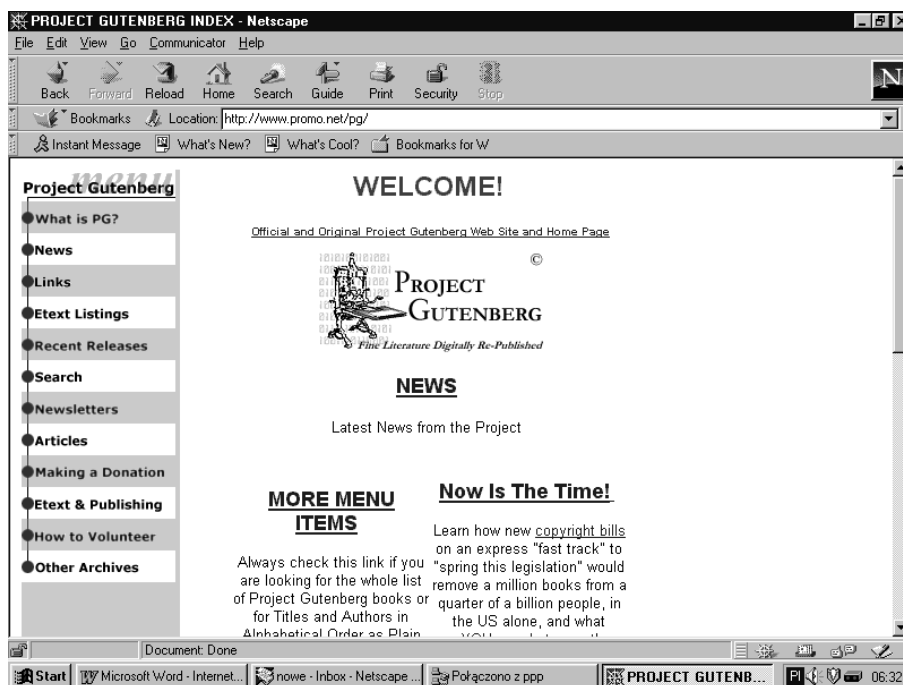 PROJECT GUTENBERG INDEX - Netscape
File Edit View Go Communicator Help
Back Forward Reload Home Search Guide Print Security Stop
N
Bookmarks Location: http://www.promo.net/pg/
Instant Message What's New? What's Cool? Bookmarks for W
menu
Project Gutenberg
What is PG?
News
Links
Etext Listings
Recent Releases
Search
Newsletters
Articles
Making a Donation
Etext & Publishing
How to Volunteer
Other Archives
WELCOME!
Official and Original Project Gutenberg Web Site and Home Page
©
PROJECT
GUTENBERG
Fine Literature Digitally Re-Published
NEWS
Latest News from the Project
MORE MENU
ITEMS
Always check this link if you
are looking for the whole list
of Project Gutenberg books or
for Titles and Authors in
Alphabetical Order as Plain
Now Is The Time!
Learn how new copyright bills
on an express "fast track" to
"spring this legislation" would
remove a million books from a
quarter of a billion people, in
the US alone, and what
Document: Done
Start Microsoft Word - Internet... nowe - Inbox - Netscape ... Połączono z ppp PROJECT GUTENB... Pl 06:32